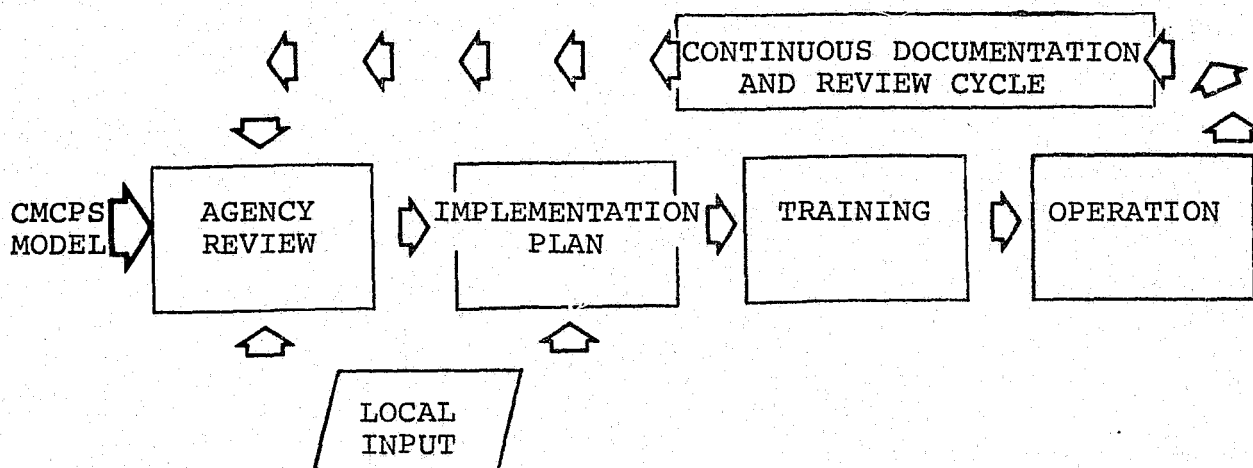 CONTINUOUS DOCUMENTATION
AND REVIEW CYCLE
CMCPS
MODEL
AGENCY
REVIEW
IMPLEMENTATION
PLAN
TRAINING
OPERATION
LOCAL
INPUT